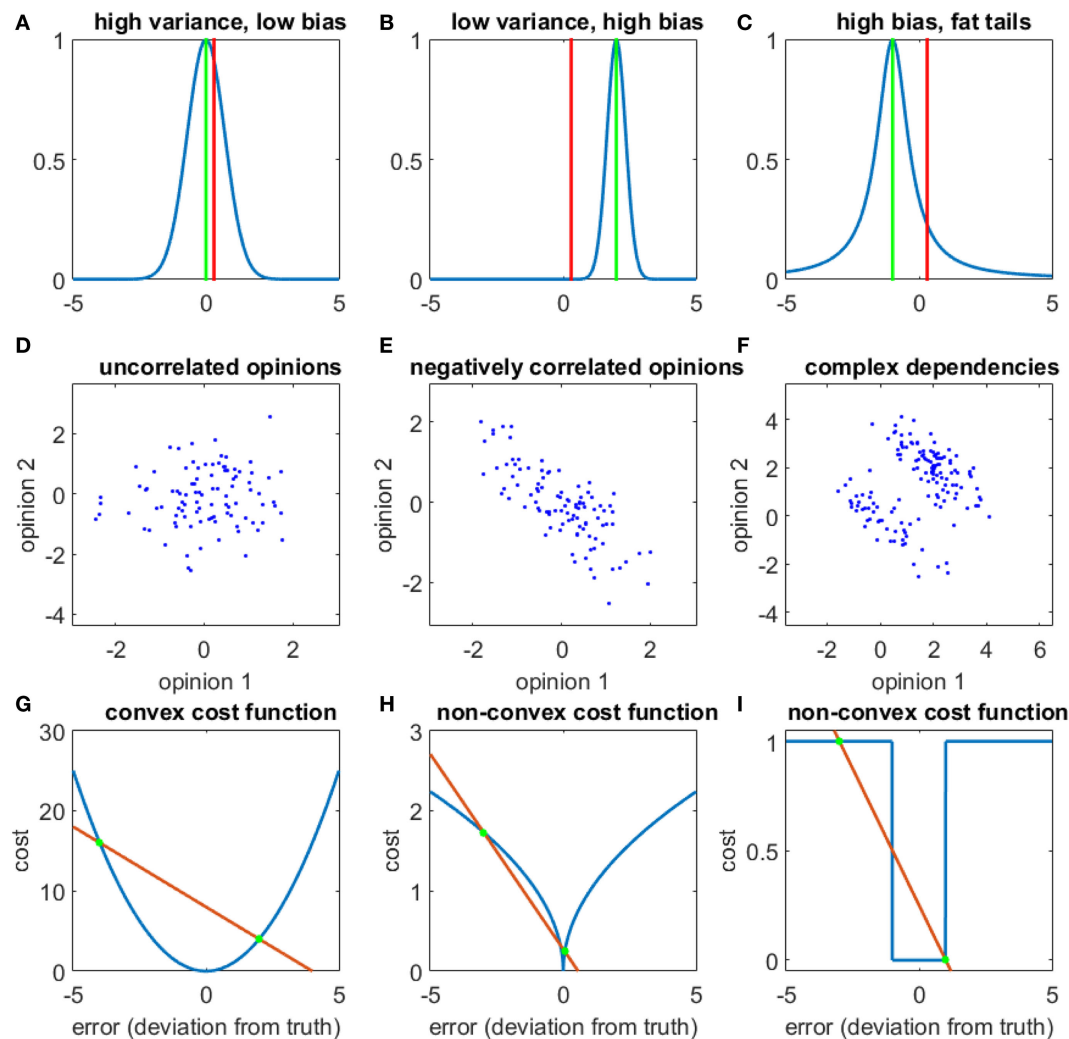 A high variance, low bias
1
0.5
0
-5 0 5
B low variance, high bias
1
0.5
0
-5 0 5
C high bias, fat tails
1
0.5
0
-5 0 5
D uncorrelated opinions
opinion 2
2
0
-2
-4
-2 0 2
opinion 1
E negatively correlated opinions
opinion 2
2
0
-2
-2 0 2
opinion 1
F complex dependencies
opinion 2
4
2
0
-2
-4
-2 0 2 4 6
opinion 1
G convex cost function
cost
30
20
10
0
-5 0 5
error (deviation from truth)
H non-convex cost function
cost
3
2
1
0
-5 0 5
error (deviation from truth)
I non-convex cost function
cost
1
0.5
0
-5 0 5
error (deviation from truth)